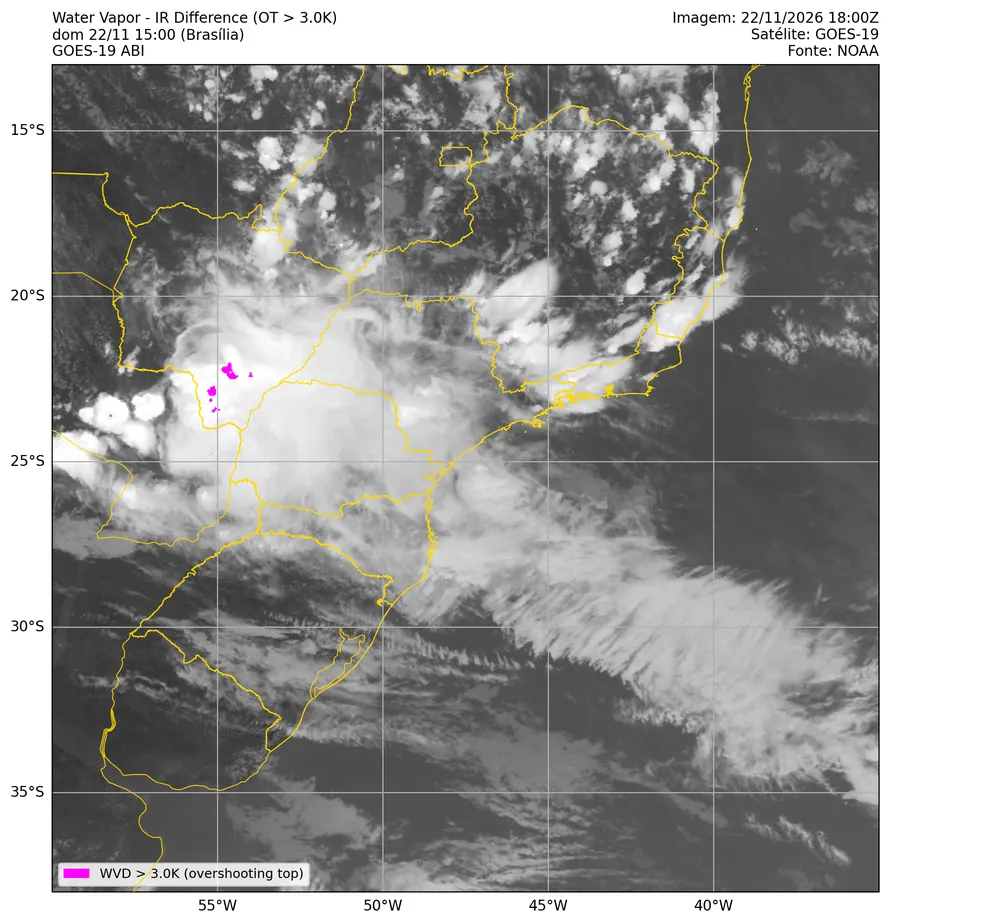 Water Vapor - IR Difference (OT > 3.0K)
dom 22/11 15:00 (Brasília)
GOES-19 ABI
Imagem: 22/11/2026 18:00Z
Satélite: GOES-19
Fonte: NOAA
15°S
20°S
25°S
30°S
35°S
WVD > 3.0K (overshooting top)
55°W
50°W
45°W
40°W